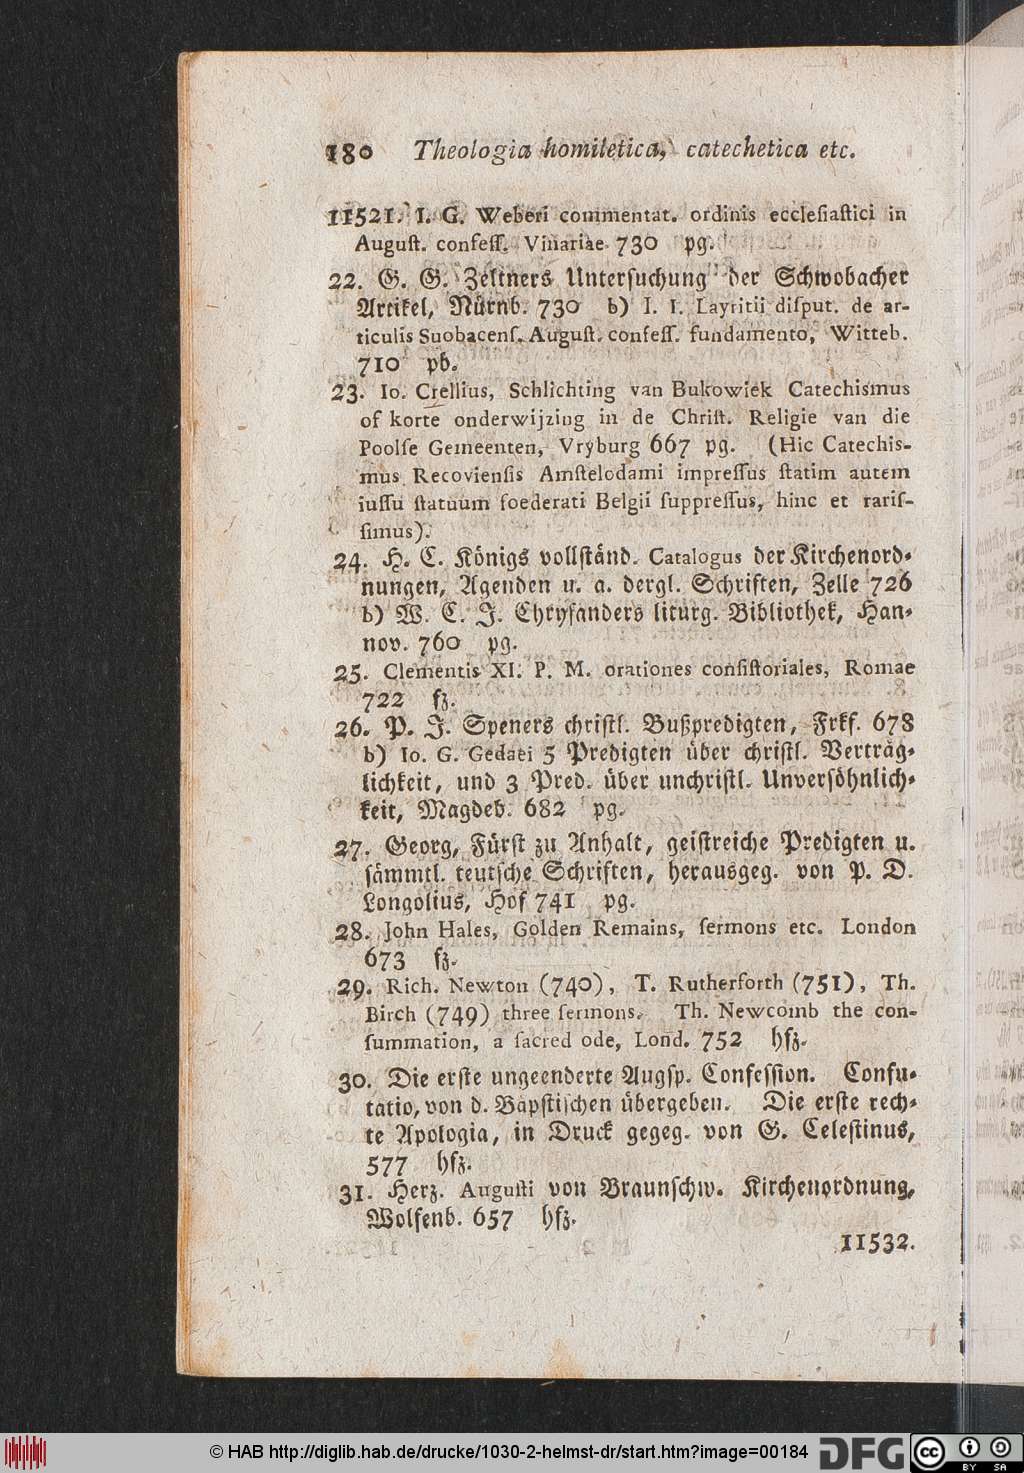 180 Theologia homiletica, catechetica etc.
11521. I. G. Weberi commentat. ordinis ecclesiastici in
August. confess. Vinariae 730 pg.
22. G. G. Zeltners Untersuchung der Schwobacher
Artikel, Nürnb. 730 b) I. I. Layritii disput. de ar-
ticulis Suobacens. August. confess. fundamento, Witteb.
710 pb.
23. Io. Crellius, Schlichting van Bukowiek Catechismus
of korte onderwijzing in de Christ. Religie van die
Poolse Gemeenten, Vryburg 667 pg. (Hic Catechis-
mus Recoviensis Amstelodami impressus statim autem
iussu statuum foederati Belgii suppressus, hinc et raris-
simus).
24. H. C. Königs vollständ. Catalogus der Kirchenord-
nungen, Agenden u. a. dergl. Schriften, Zelle 726
b) W. C. J. Chrysanders liturg. Bibliothek, Han-
nov. 760 pg.
25. Clementis XI. P. M. orationes consistoriales, Romae
722 fz.
26. P. J. Speners christl. Bußpredigten, Frkf. 678
b) Io. G. Gedaei 5 Predigten über christl. Verträg-
lichkeit, und 3 Pred. über unchristl. Unversöhnlich-
keit, Magdeb. 682 pg.
27. Georg, Fürst zu Anhalt, geistreiche Predigten u.
sämmtl. teutsche Schriften, herausgeg. von P. D.
Longolius, Hof 741 pg.
28. John Hales, Golden Remains, sermons etc. London
673 fz.
29. Rich. Newton (740), T. Rutherforth (751), Th.
Birch (749) three sermons. Th. Newcomb the con-
summation, a sacred ode, Lond. 752 hfz.
30. Die erste ungeenderte Augsp. Confession. Confu-
tatio, von d. Bäpstischen übergeben. Die erste rech-
te Apologia, in Druck gegeg. von G. Celestinus,
577 hfz.
31. Herz. Augusti von Braunschw. Kirchenordnung,
Wolfenb. 657 hfz.
11532.
© HAB http://diglib.hab.de/drucke/1030-2-helmst-dr/start.htm?image=00184 DFG cc BY SA